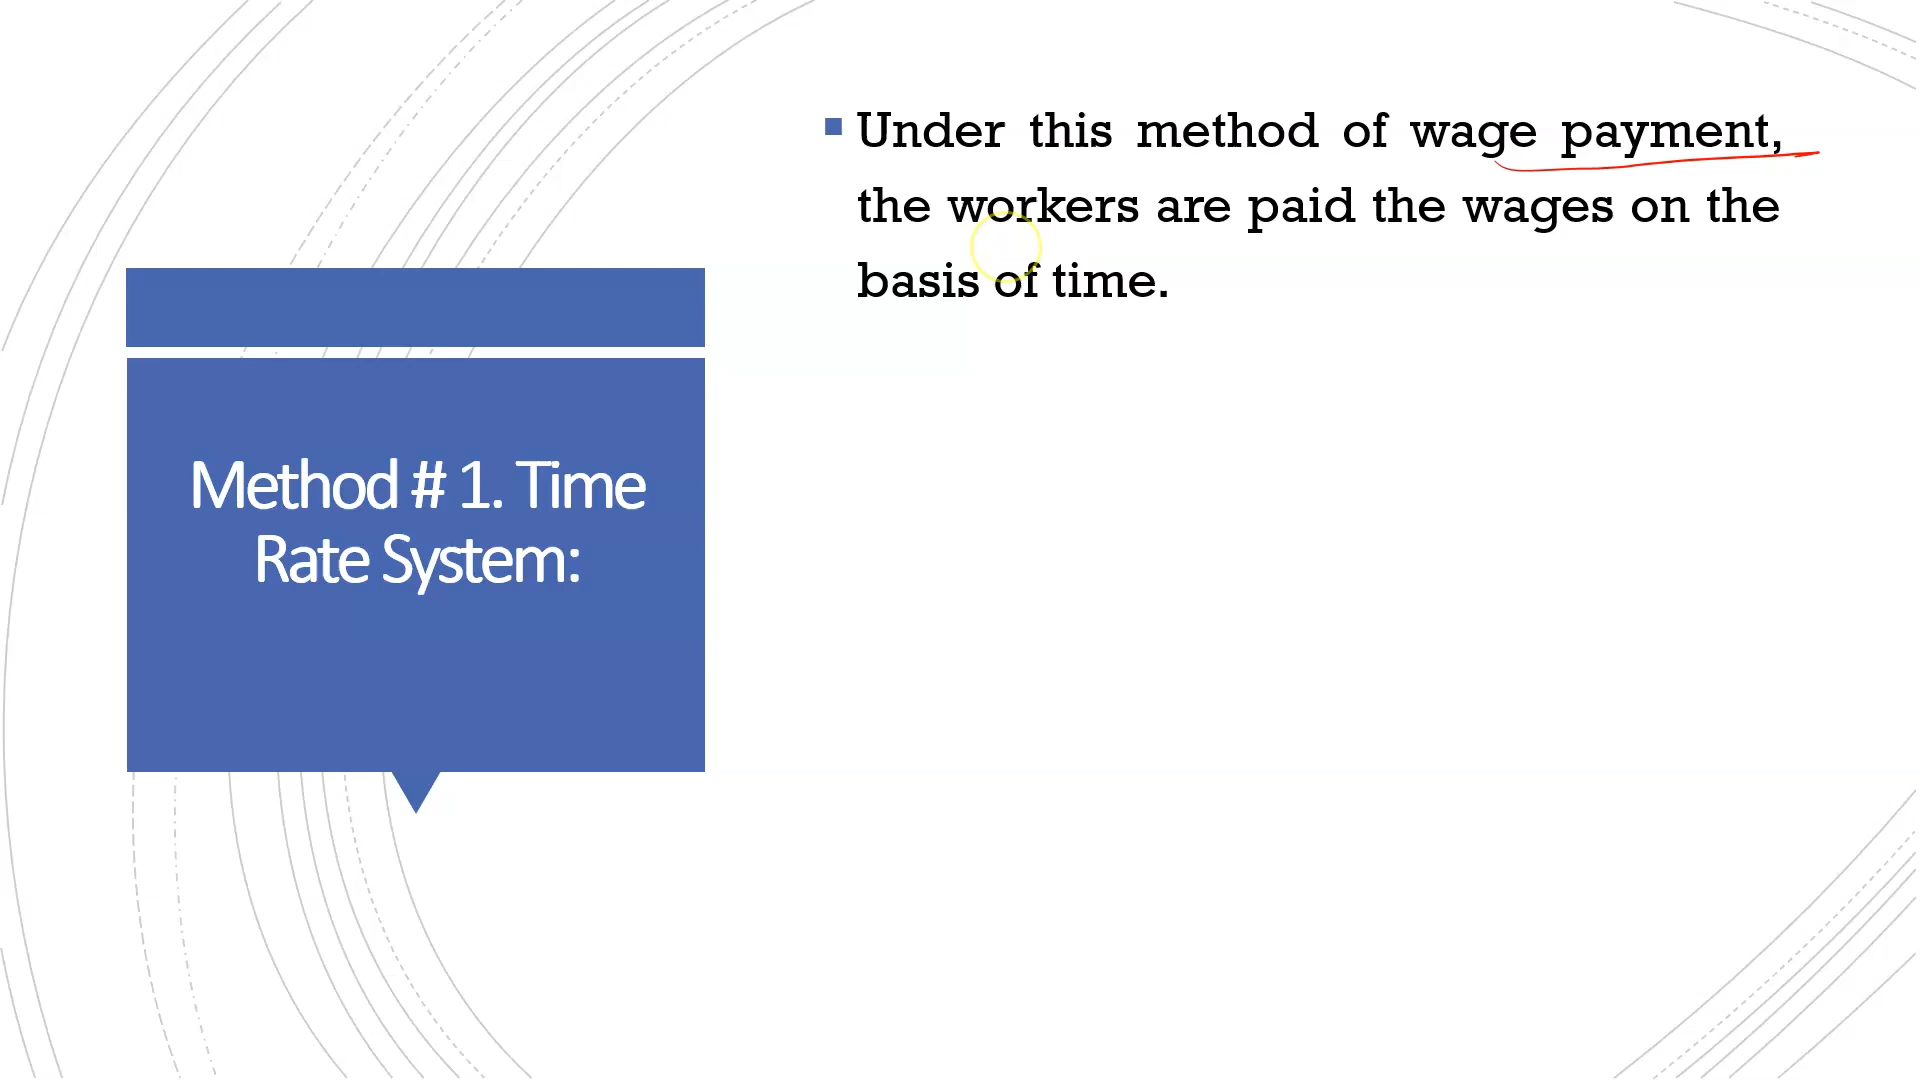 Under this method of wage payment,
the workers are paid the wages on the
basis of time.
Method # 1. Time
Rate System: